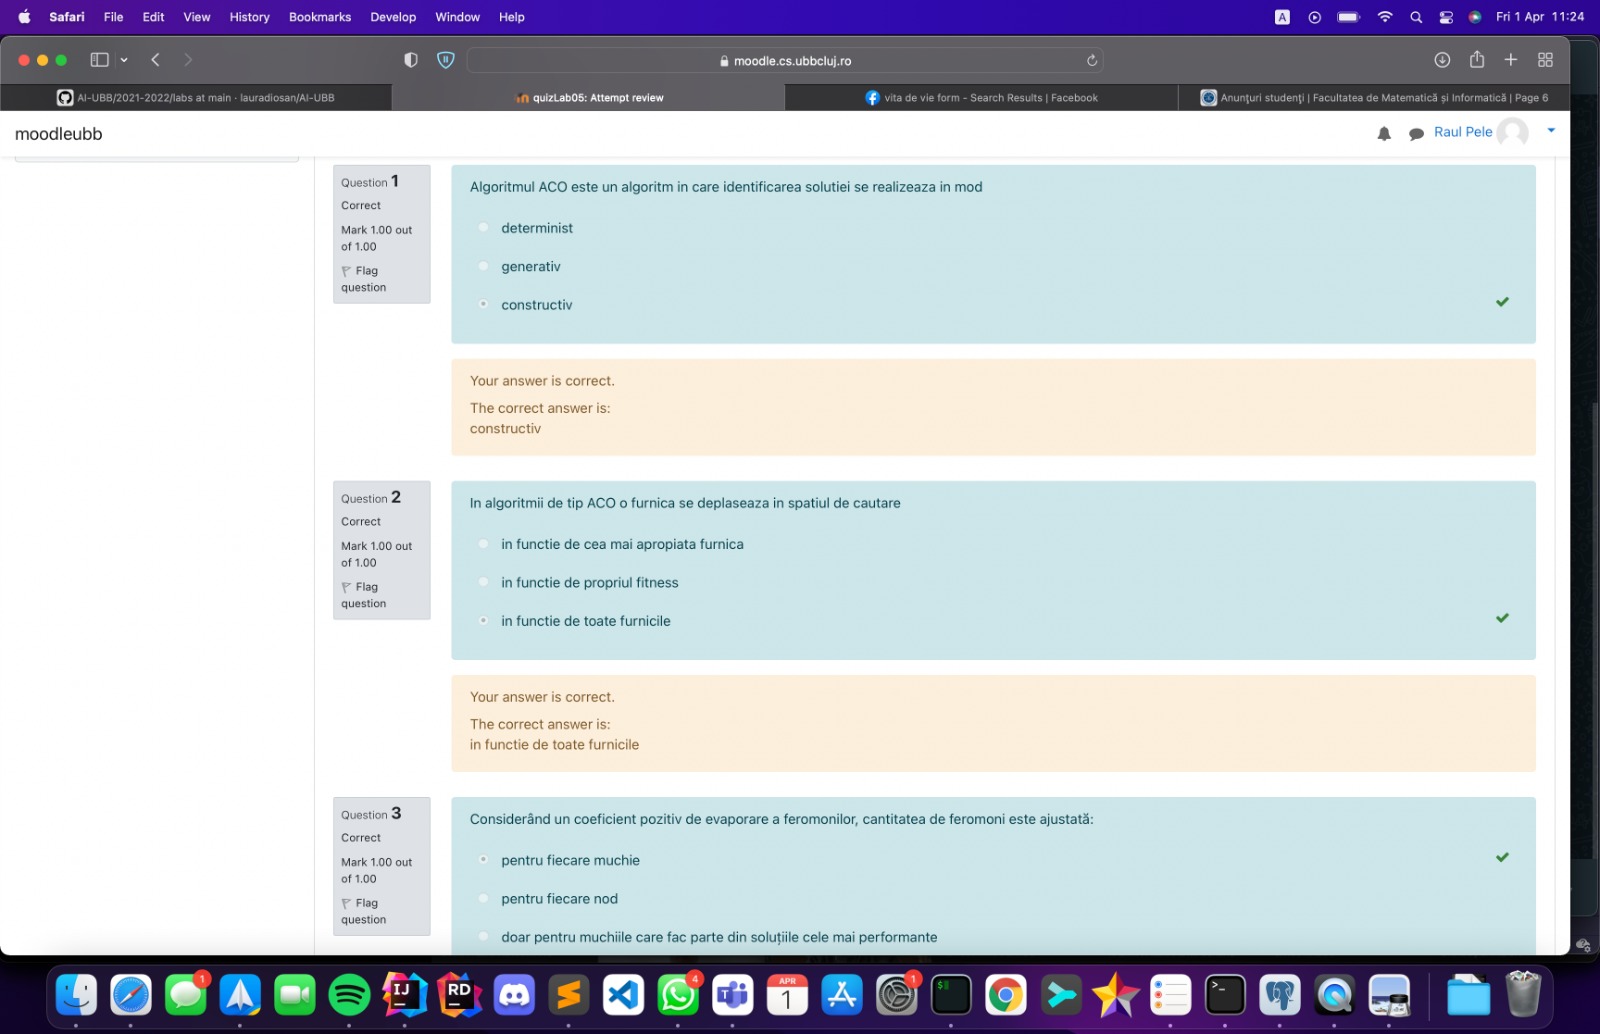 Safari File Edit View History Bookmarks Develop Window Help
A
Fri 1 Apr 11:24
moodle.cs.ubbcluj.ro
AI-UBB/2021-2022/labs at main · lauradiosan/AI-UBB
quizLab05: Attempt review
vita de vie form - Search Results | Facebook
Anunțuri studenți | Facultatea de Matematică și Informatică | Page 6
moodleubb
Raul Pele
Question 1
Correct
Mark 1.00 out
of 1.00
Flag
question
Algoritmul ACO este un algoritm in care identificarea solutiei se realizeaza in mod
determinist
generativ
constructiv
Your answer is correct.
The correct answer is:
constructiv
Question 2
Correct
Mark 1.00 out
of 1.00
Flag
question
In algoritmii de tip ACO o furnica se deplaseaza in spatiul de cautare
in functie de cea mai apropiata furnica
in functie de propriul fitness
in functie de toate furnicile
Your answer is correct.
The correct answer is:
in functie de toate furnicile
Question 3
Correct
Mark 1.00 out
of 1.00
Flag
question
Considerând un coeficient pozitiv de evaporare a feromonilor, cantitatea de feromoni este ajustată:
pentru fiecare muchie
pentru fiecare nod
doar pentru muchiile care fac parte din soluțiile cele mai performante
1
IJ
RD
4
APR
1
1